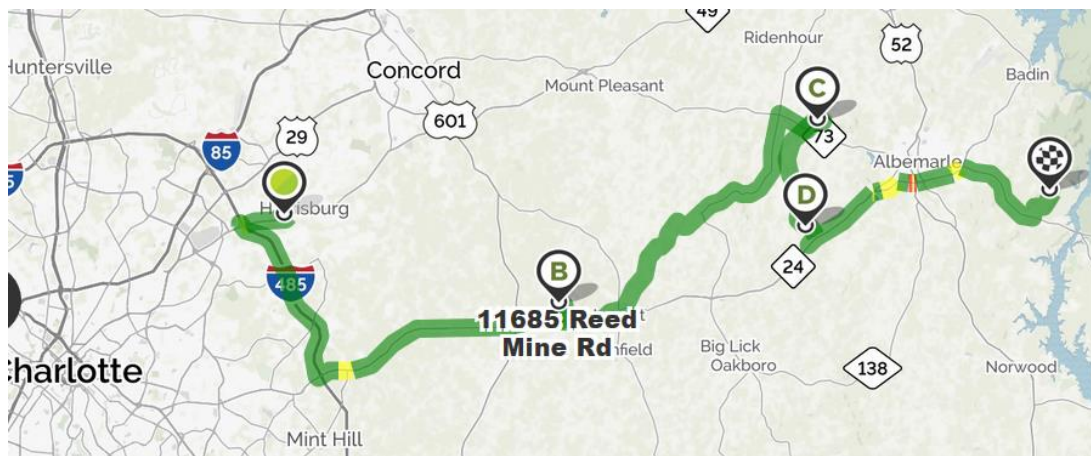 49
Ridenhour
52
Huntersville
Concord
Mount Pleasant
Badin
C
601
29
85
73
Albemarle
D
24
485
B
11685 Reed
Mine Rd
Big Lick
Oakboro
138
Norwood
Charlotte
Mint Hill